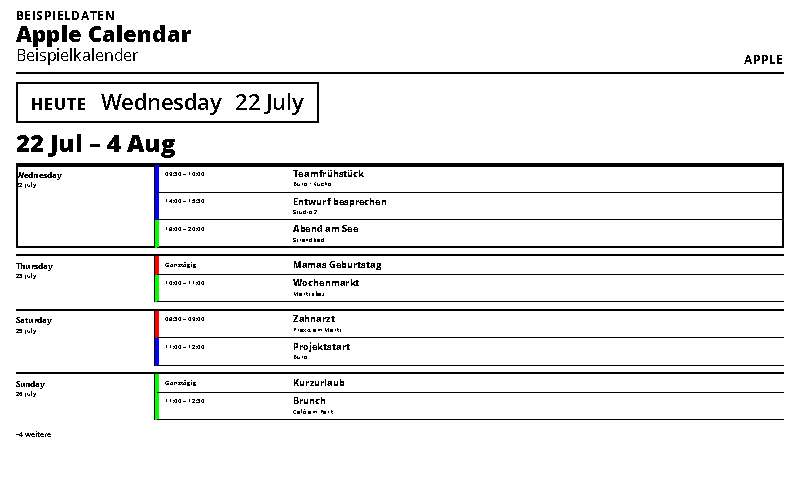 BEISPIELDATEN
Apple Calendar
Beispielkalender
APPLE
HEUTE Wednesday 22 July
22 Jul – 4 Aug
Wednesday
22 July
09:30 – 10:00 Teamfrühstück
Büro · Küche
14:00 – 15:30 Entwurf besprechen
Studio 2
18:00 – 20:00 Abend am See
Strandbad
Thursday
23 July
Ganztägig Mamas Geburtstag
10:00 – 11:00 Wochenmarkt
Marktplatz
Saturday
25 July
08:30 – 09:00 Zahnarzt
Praxis am Markt
11:00 – 12:00 Projektstart
Büro
Sunday
26 July
Ganztägig Kurzurlaub
11:00 – 12:30 Brunch
Café am Park
+4 weitere